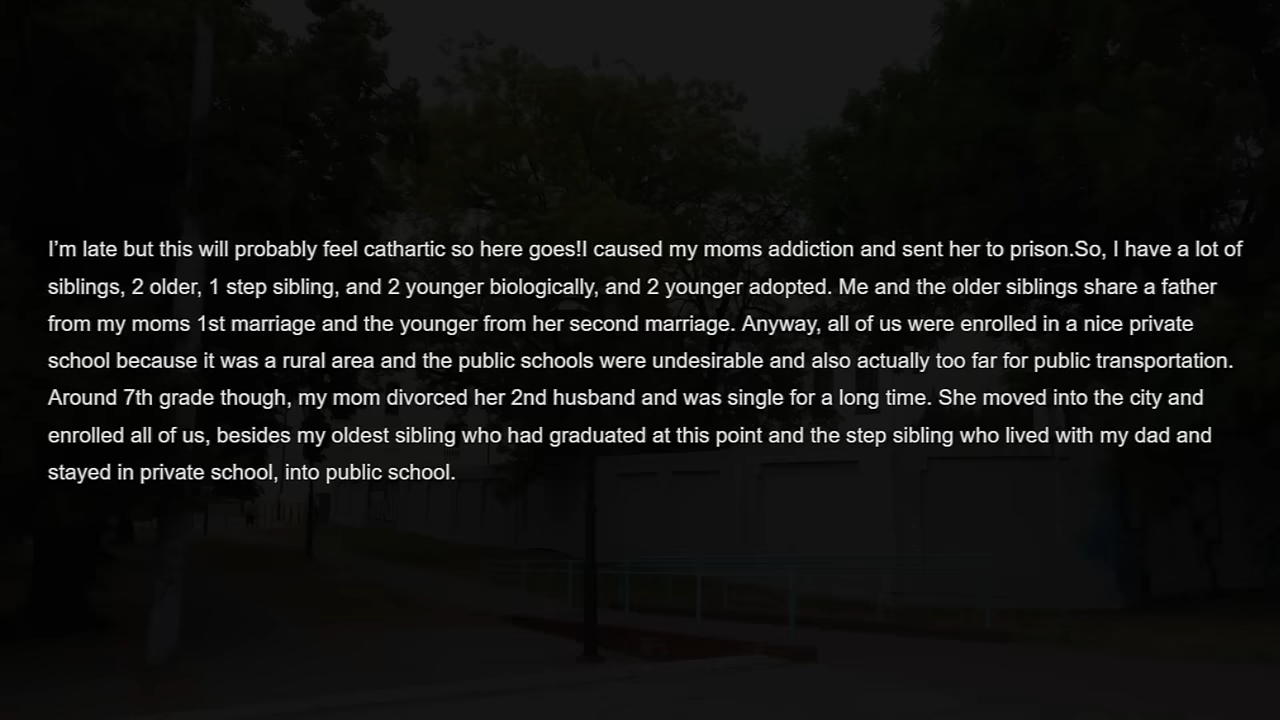 I’m late but this will probably feel cathartic so here goes!I caused my moms addiction and sent her to prison.So, I have a lot of
siblings, 2 older, 1 step sibling, and 2 younger biologically, and 2 younger adopted. Me and the older siblings share a father
from my moms 1st marriage and the younger from her second marriage. Anyway, all of us were enrolled in a nice private
school because it was a rural area and the public schools were undesirable and also actually too far for public transportation.
Around 7th grade though, my mom divorced her 2nd husband and was single for a long time. She moved into the city and
enrolled all of us, besides my oldest sibling who had graduated at this point and the step sibling who lived with my dad and
stayed in private school, into public school.